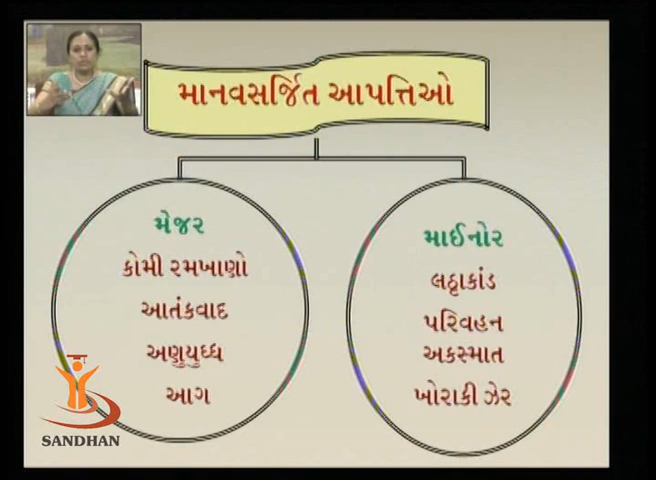 માનવસર્જિત આપત્તિઓ
મેજર
કોમી રમખાણો
આતંકવાદ
અણુયુધ્ધ
આગ
માઈનોર
લઠ્ઠાકાંડ
પરિવહન
અકસ્માત
ખોરાકી ઝેર
SANDHAN